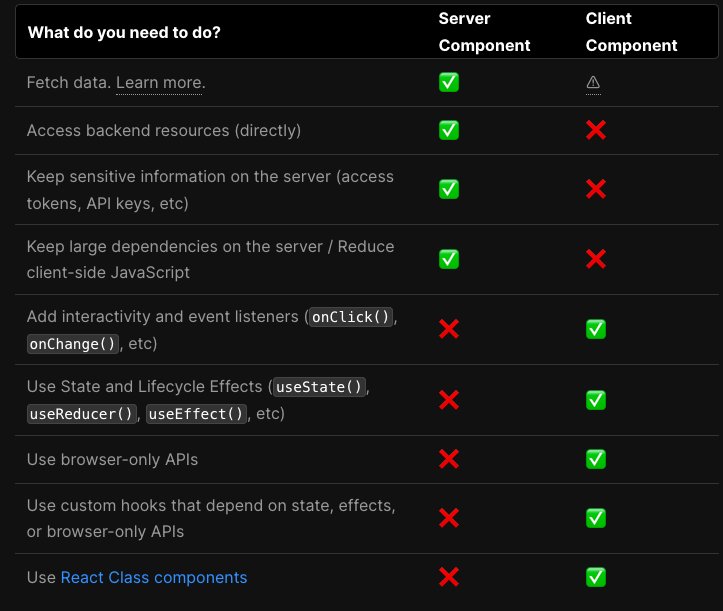 What do you need to do?
Server Component
Client Component
Fetch data. Learn more.
Access backend resources (directly)
Keep sensitive information on the server (access
tokens, API keys, etc)
Keep large dependencies on the server / Reduce
client-side JavaScript
Add interactivity and event listeners (onClick(),
onChange(), etc)
Use State and Lifecycle Effects (useState(),
useReducer(), useEffect(), etc)
Use browser-only APIs
Use custom hooks that depend on state, effects,
or browser-only APIs
Use React Class components